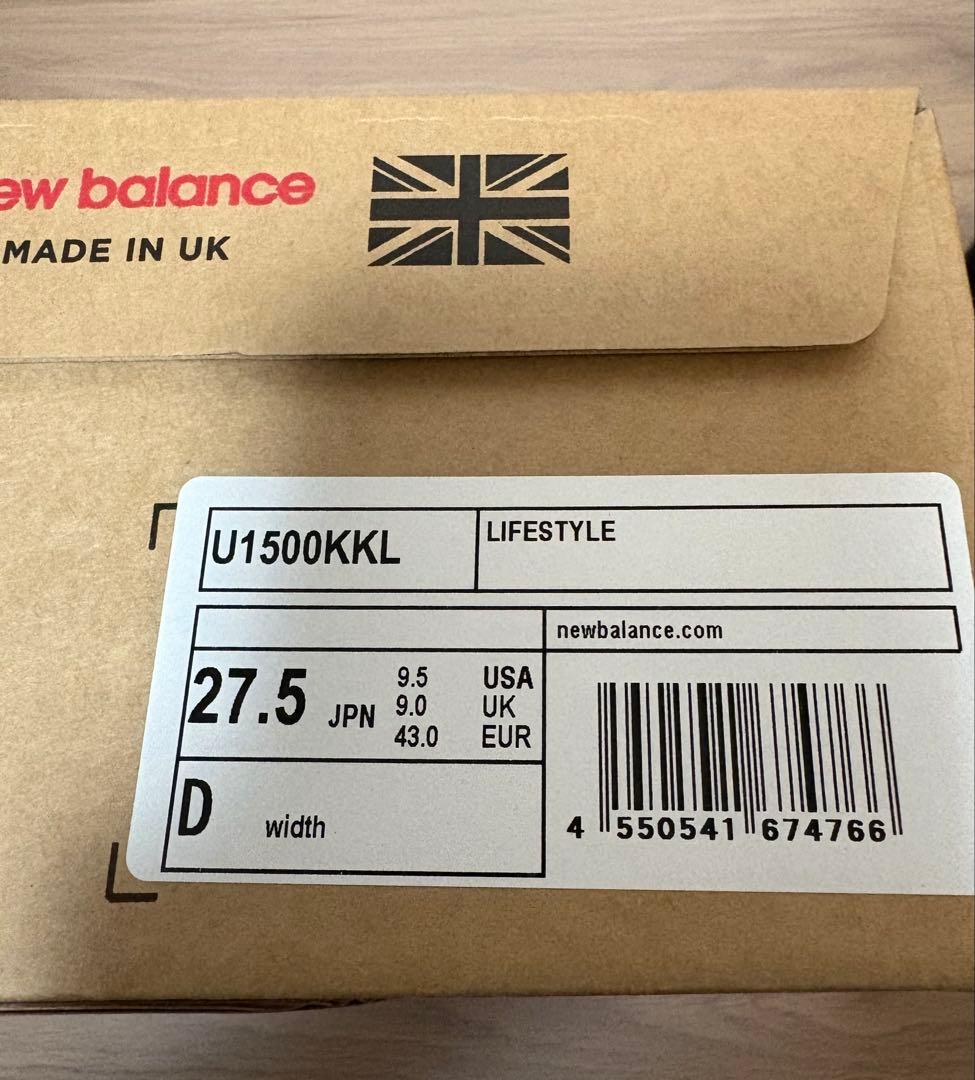 ew balance
MADE IN UK
U1500KKL
LIFESTYLE
newbalance.com
27.5 JPN
9.5 USA
9.0 UK
43.0 EUR
D width
4 550541 674766